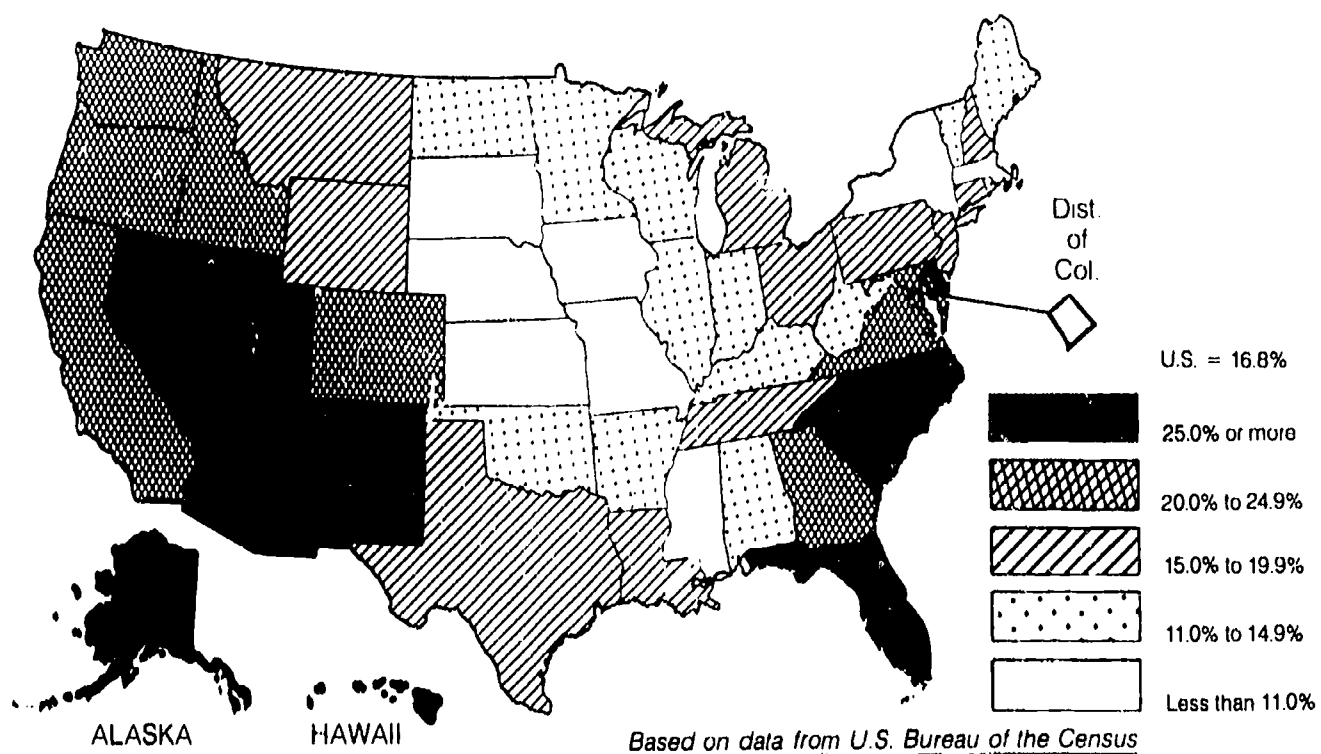 Dist.
of
Col.
U.S. = 16.8%
25.0% or more
20.0% to 24.9%
15.0% to 19.9%
11.0% to 14.9%
Less than 11.0%
ALASKA
HAWAII
Based on data from U.S. Bureau of the Census